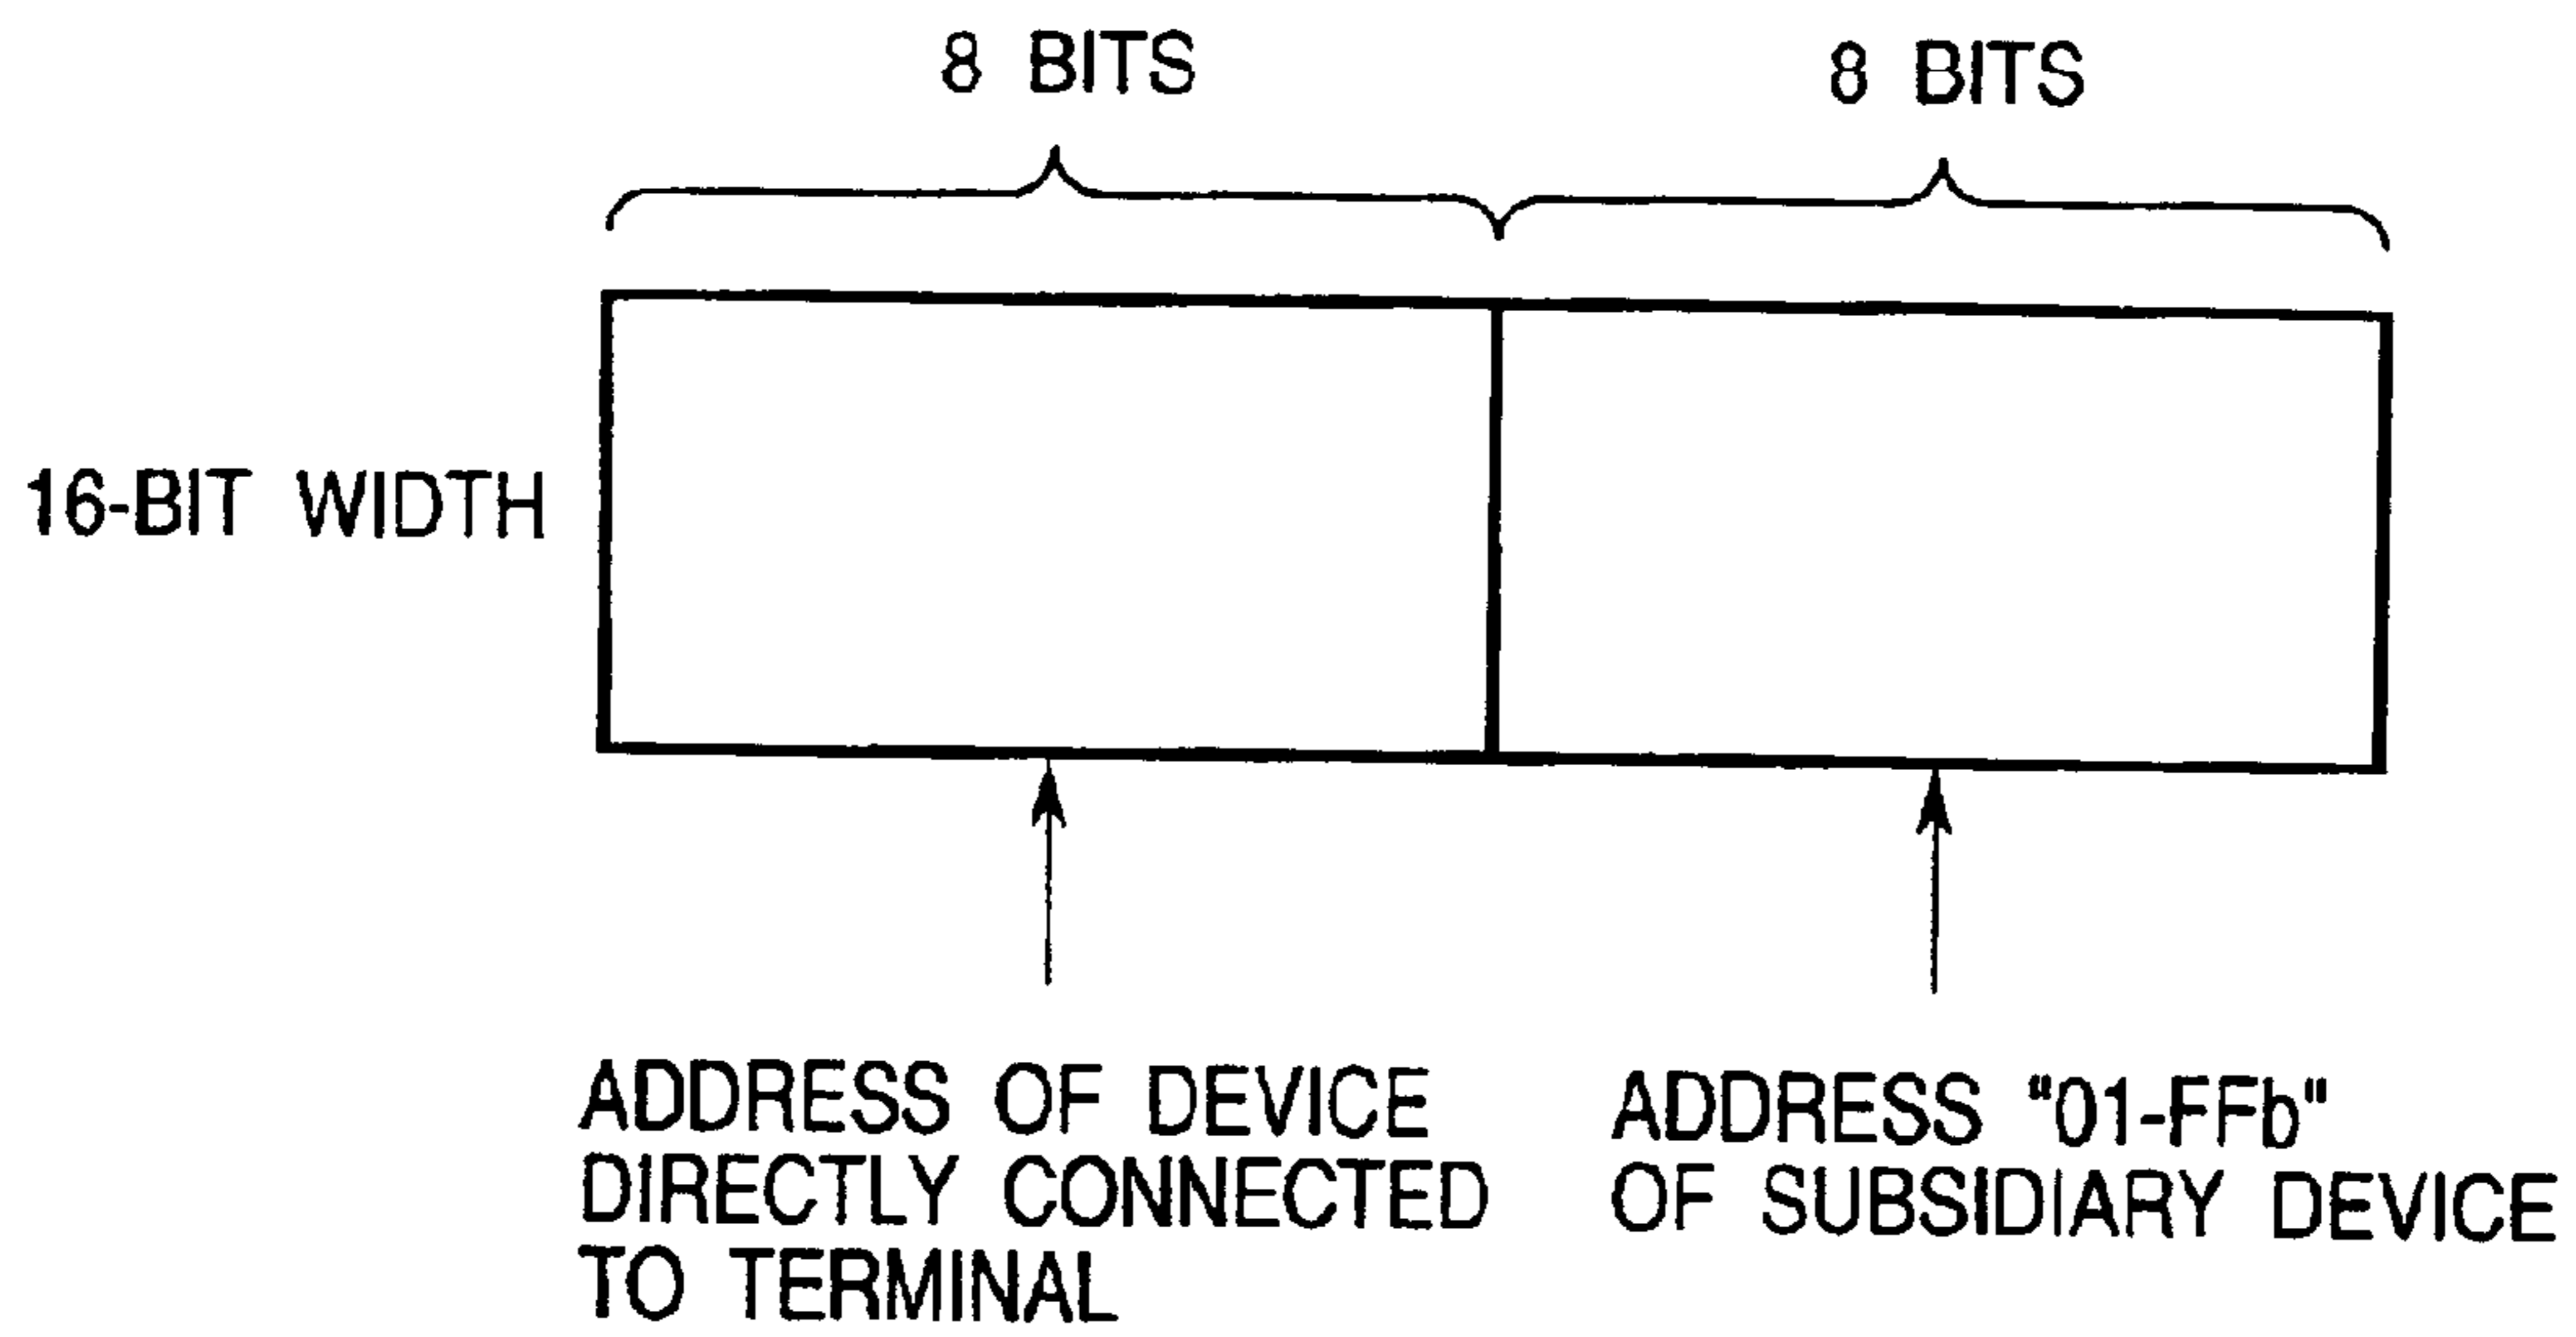 8 BITS
8 BITS
16-BIT WIDTH
ADDRESS OF DEVICE
DIRECTLY CONNECTED
TO TERMINAL
ADDRESS "01-FFb"
OF SUBSIDIARY DEVICE